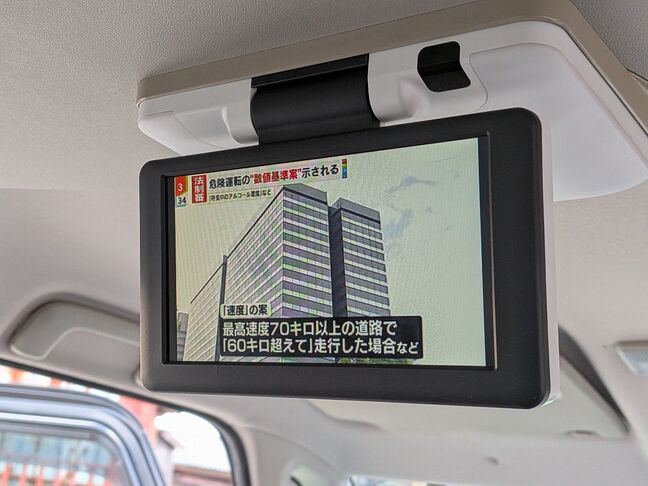 3
34
法制審
危険運転の"数値基準案"示される
「呼気中のアルコール濃度」など
「速度」の案
最高速度70キロ以上の道路で
「60キロ超えて」走行した場合など